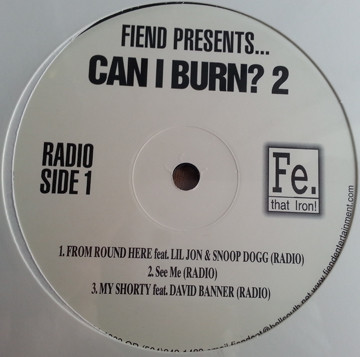 FIEND PRESENTS...
CAN I BURN? 2
RADIO
SIDE 1
Fe.
that Iron!
1. FROM ROUND HERE feat. LIL JON & SNOOP DOGG (RADIO)
2. See Me (RADIO)
3. MY SHORTY feat. DAVID BANNER (RADIO)